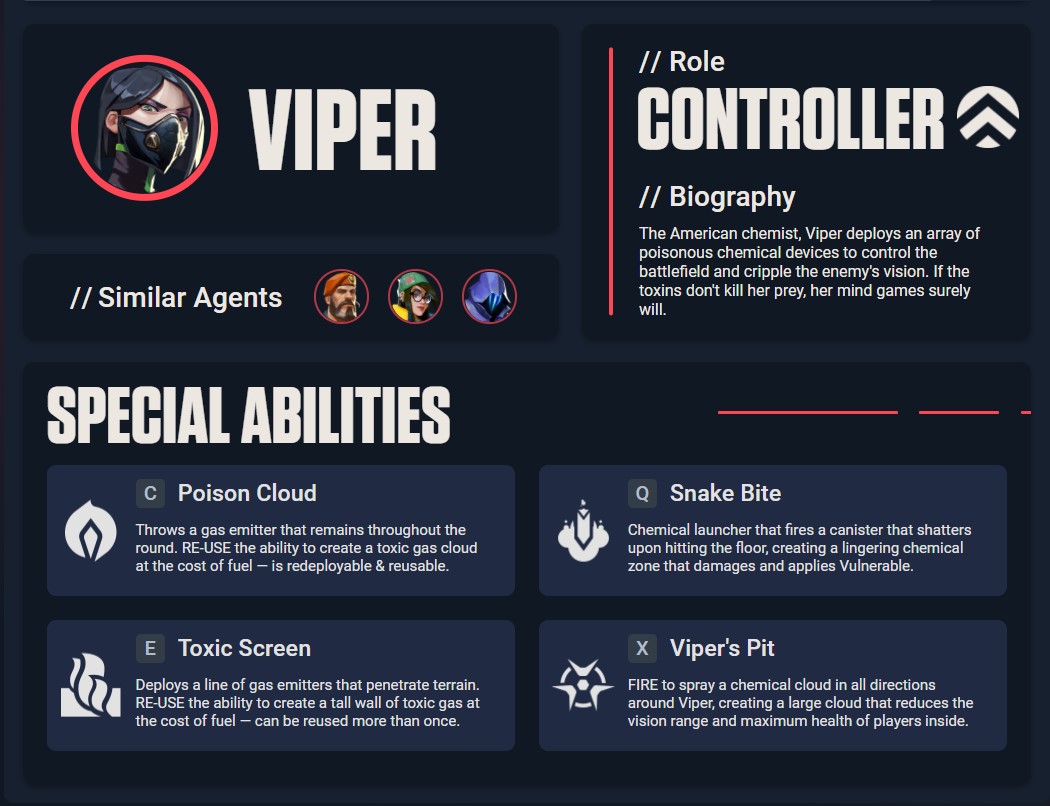 VIPER
// Similar Agents
// Role
CONTROLLER
// Biography
The American chemist, Viper deploys an array of
poisonous chemical devices to control the
battlefield and cripple the enemy's vision. If the
toxins don't kill her prey, her mind games surely
will.
SPECIAL ABILITIES
C Poison Cloud
Throws a gas emitter that remains throughout the
round. RE-USE the ability to create a toxic gas cloud
at the cost of fuel — is redeployable & reusable.
Q Snake Bite
Chemical launcher that fires a canister that shatters
upon hitting the floor, creating a lingering chemical
zone that damages and applies Vulnerable.
E Toxic Screen
Deploys a line of gas emitters that penetrate terrain.
RE-USE the ability to create a tall wall of toxic gas at
the cost of fuel — can be reused more than once.
X Viper's Pit
FIRE to spray a chemical cloud in all directions
around Viper, creating a large cloud that reduces the
vision range and maximum health of players inside.